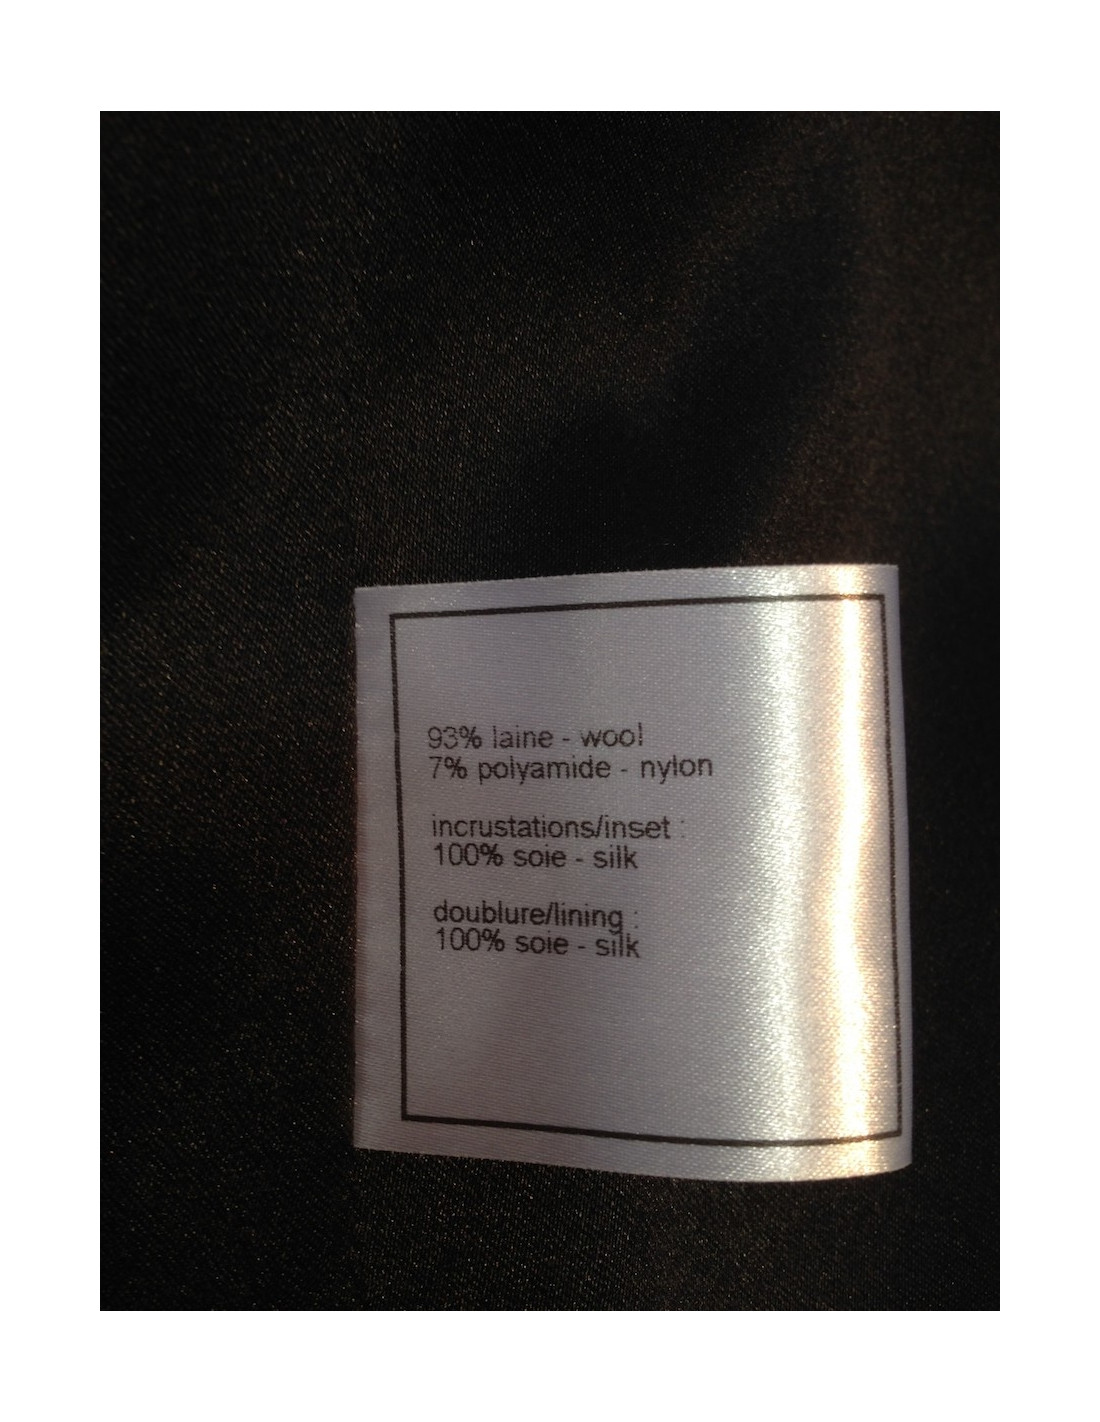 93% laine - wool
7% polyamide - nylon
incrustations/inset :
100% soie - silk
doublure/lining :
100% soie - silk